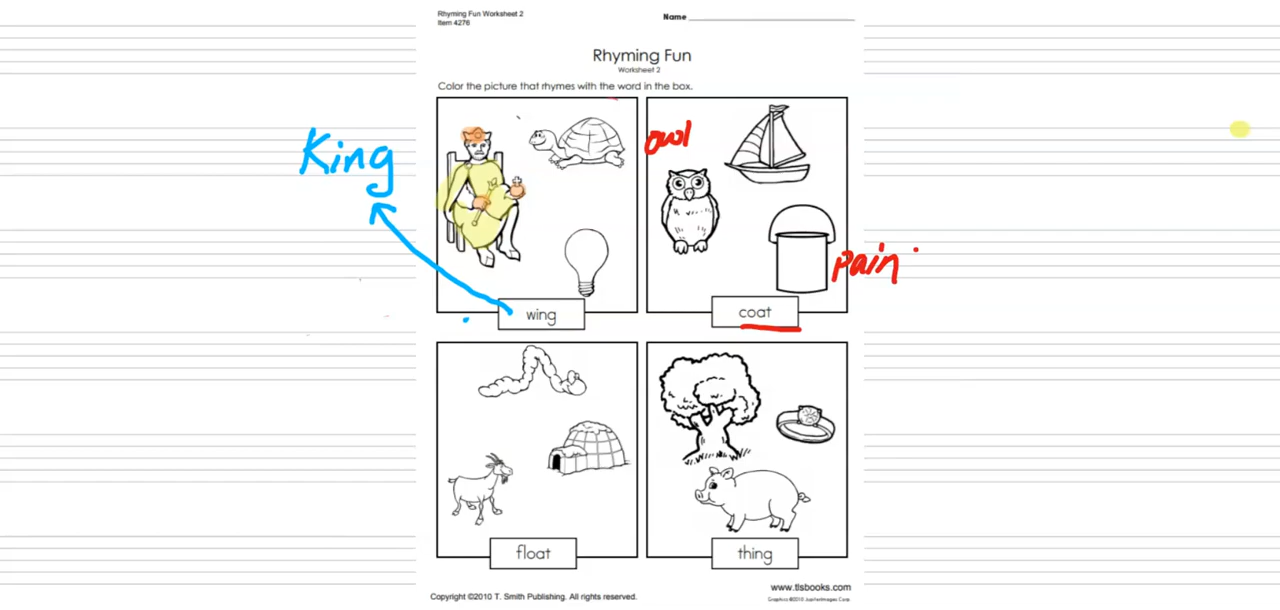 Rhyming Fun Worksheet 2
Item 4276
Name
Rhyming Fun
Worksheet 2
Color the picture that rhymes with the word in the box.
King
owl
Pain
wing
coat
float
thing
www.tlsbooks.com
Copyright ©2010 T. Smith Publishing. All rights reserved.
Graphics ©2010 JupiterImages Corp.